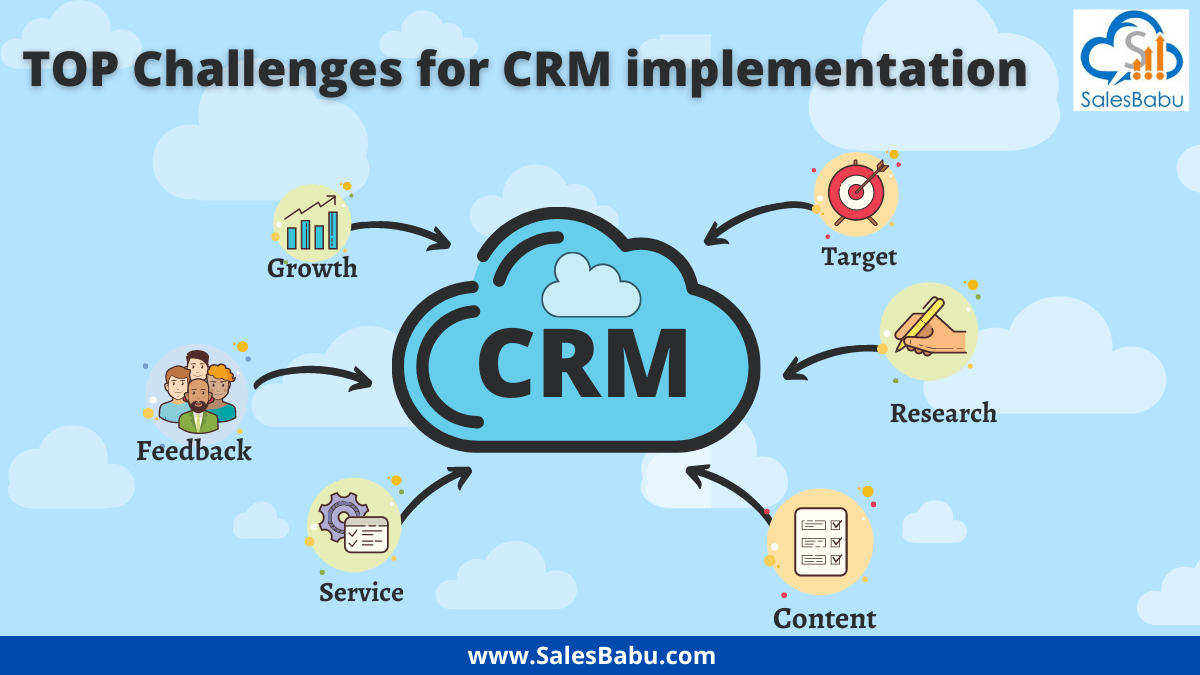 TOP Challenges for CRM implementation
SalesBabu
Growth
Target
CRM
Research
Feedback
Service
Content
www.SalesBabu.com